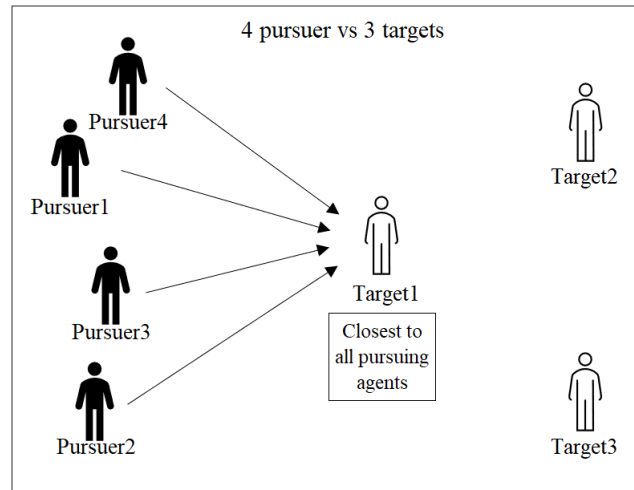 4 pursuer vs 3 targets
Pursuer4
Pursuer1
Target2
Pursuer3
Target1
Closest to
all pursuing
agents
Pursuer2
Target3